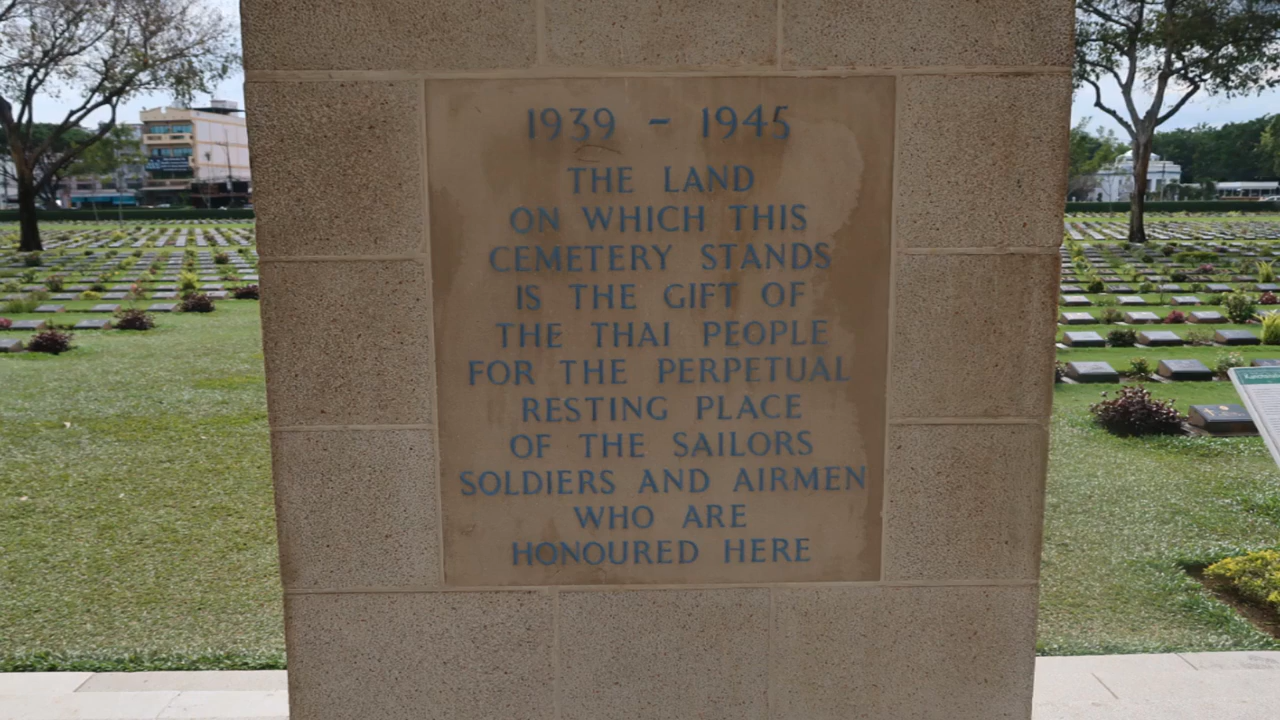 1939 - 1945
THE LAND
ON WHICH THIS
CEMETERY STANDS
IS THE GIFT OF
THE THAI PEOPLE
FOR THE PERPETUAL
RESTING PLACE
OF THE SAILORS
SOLDIERS AND AIRMEN
WHO ARE
HONOURED HERE